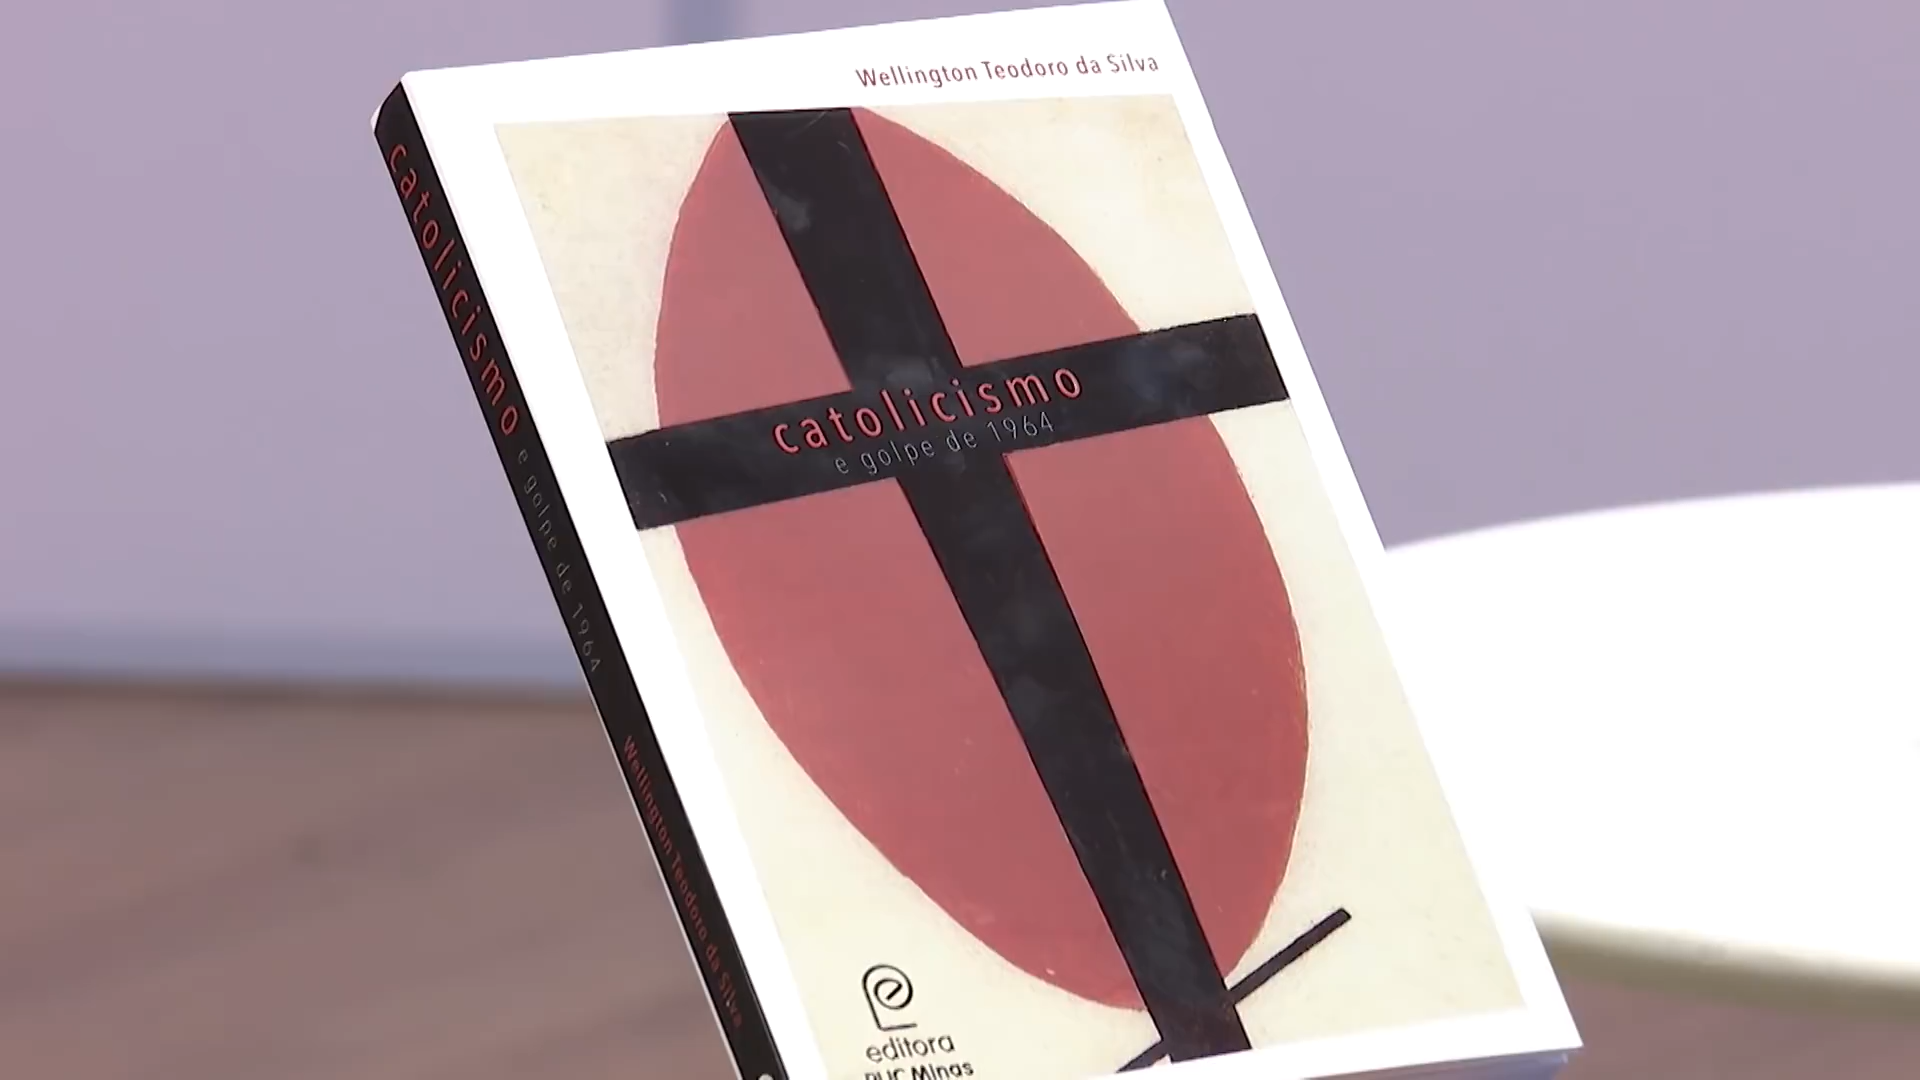 Wellington Teodoro da Silva
catolicismo
e golpe de 1964
editora
PUC Minas
catolicismo e golpe de 1964 Wellington Teodoro da Silva